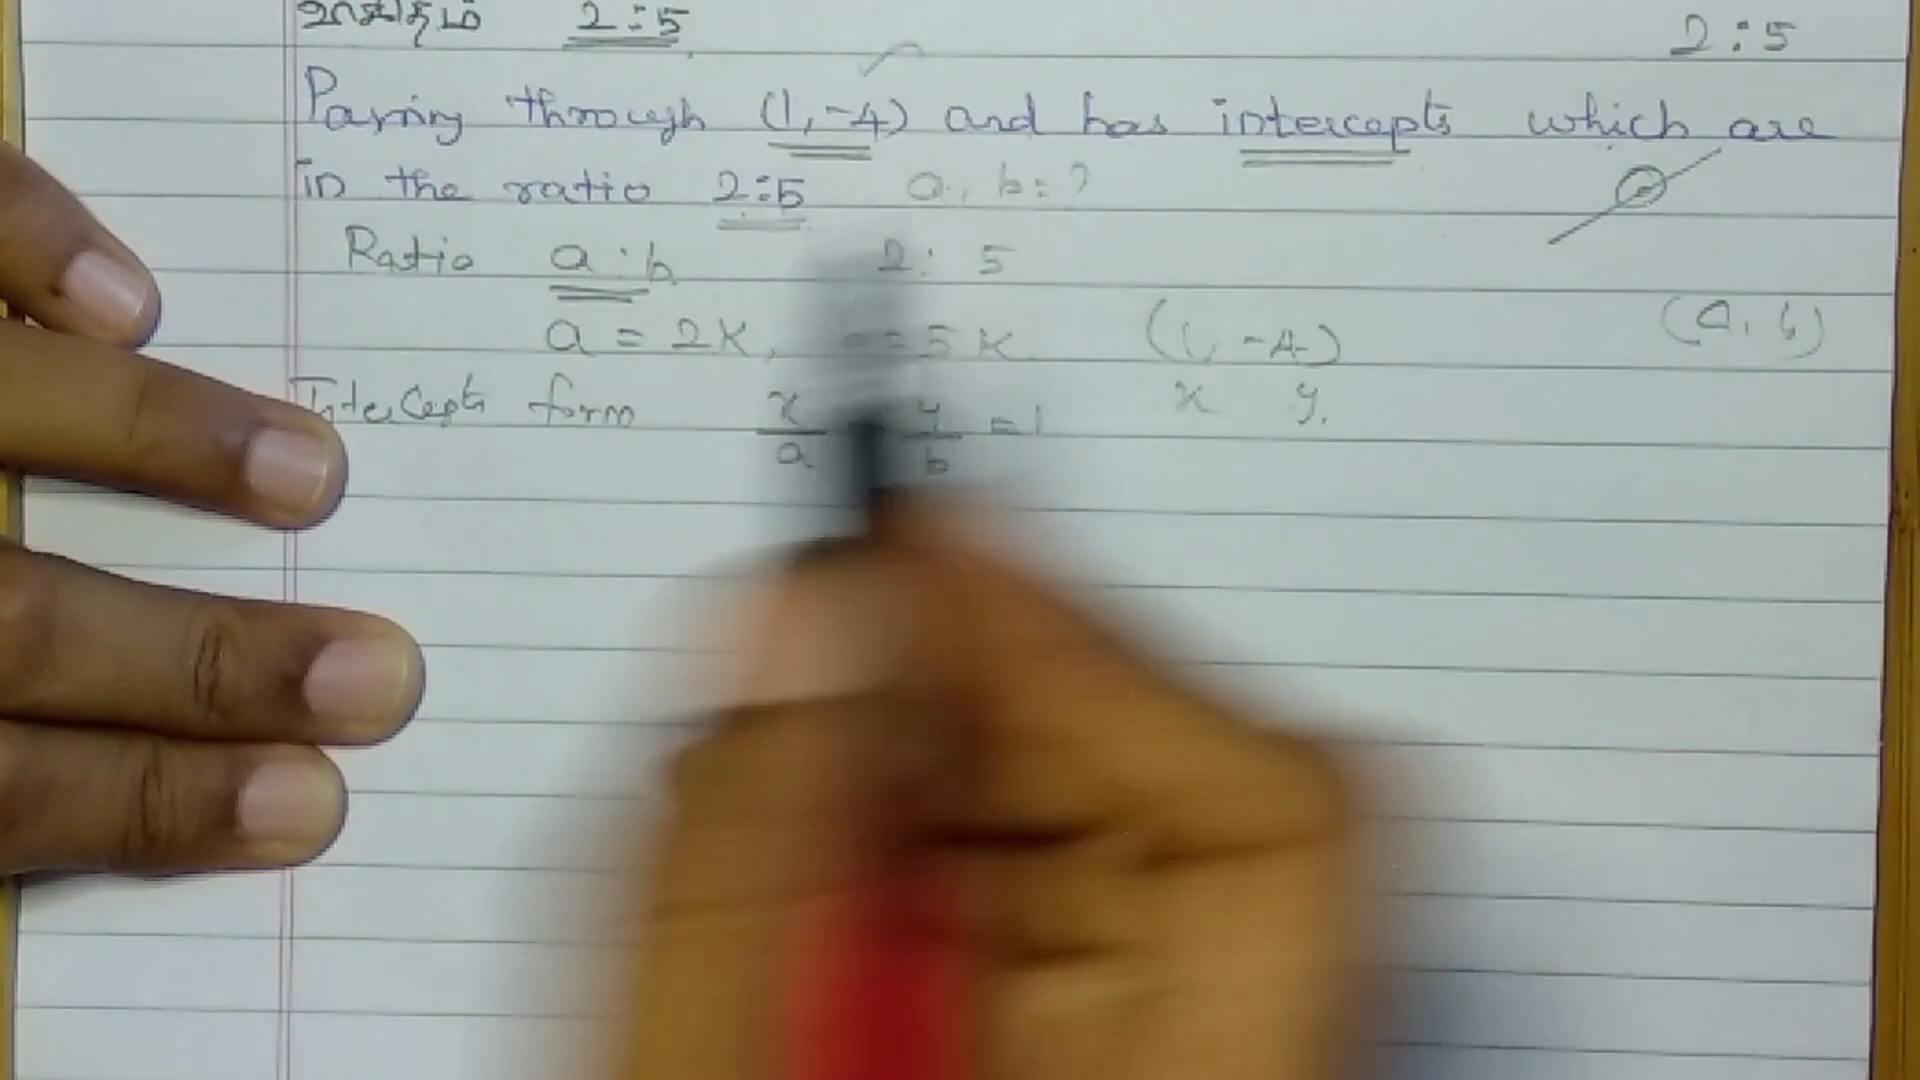 விகிதம் 2:5
2:5
Passing through (1,-4) and has intercepts which are
in the ratio 2:5 a, b=?
Ratio a:b 2:5
a = 2K, =5K (1,-4) (a, b)
Intercepts form x/a y/b =1 x y.